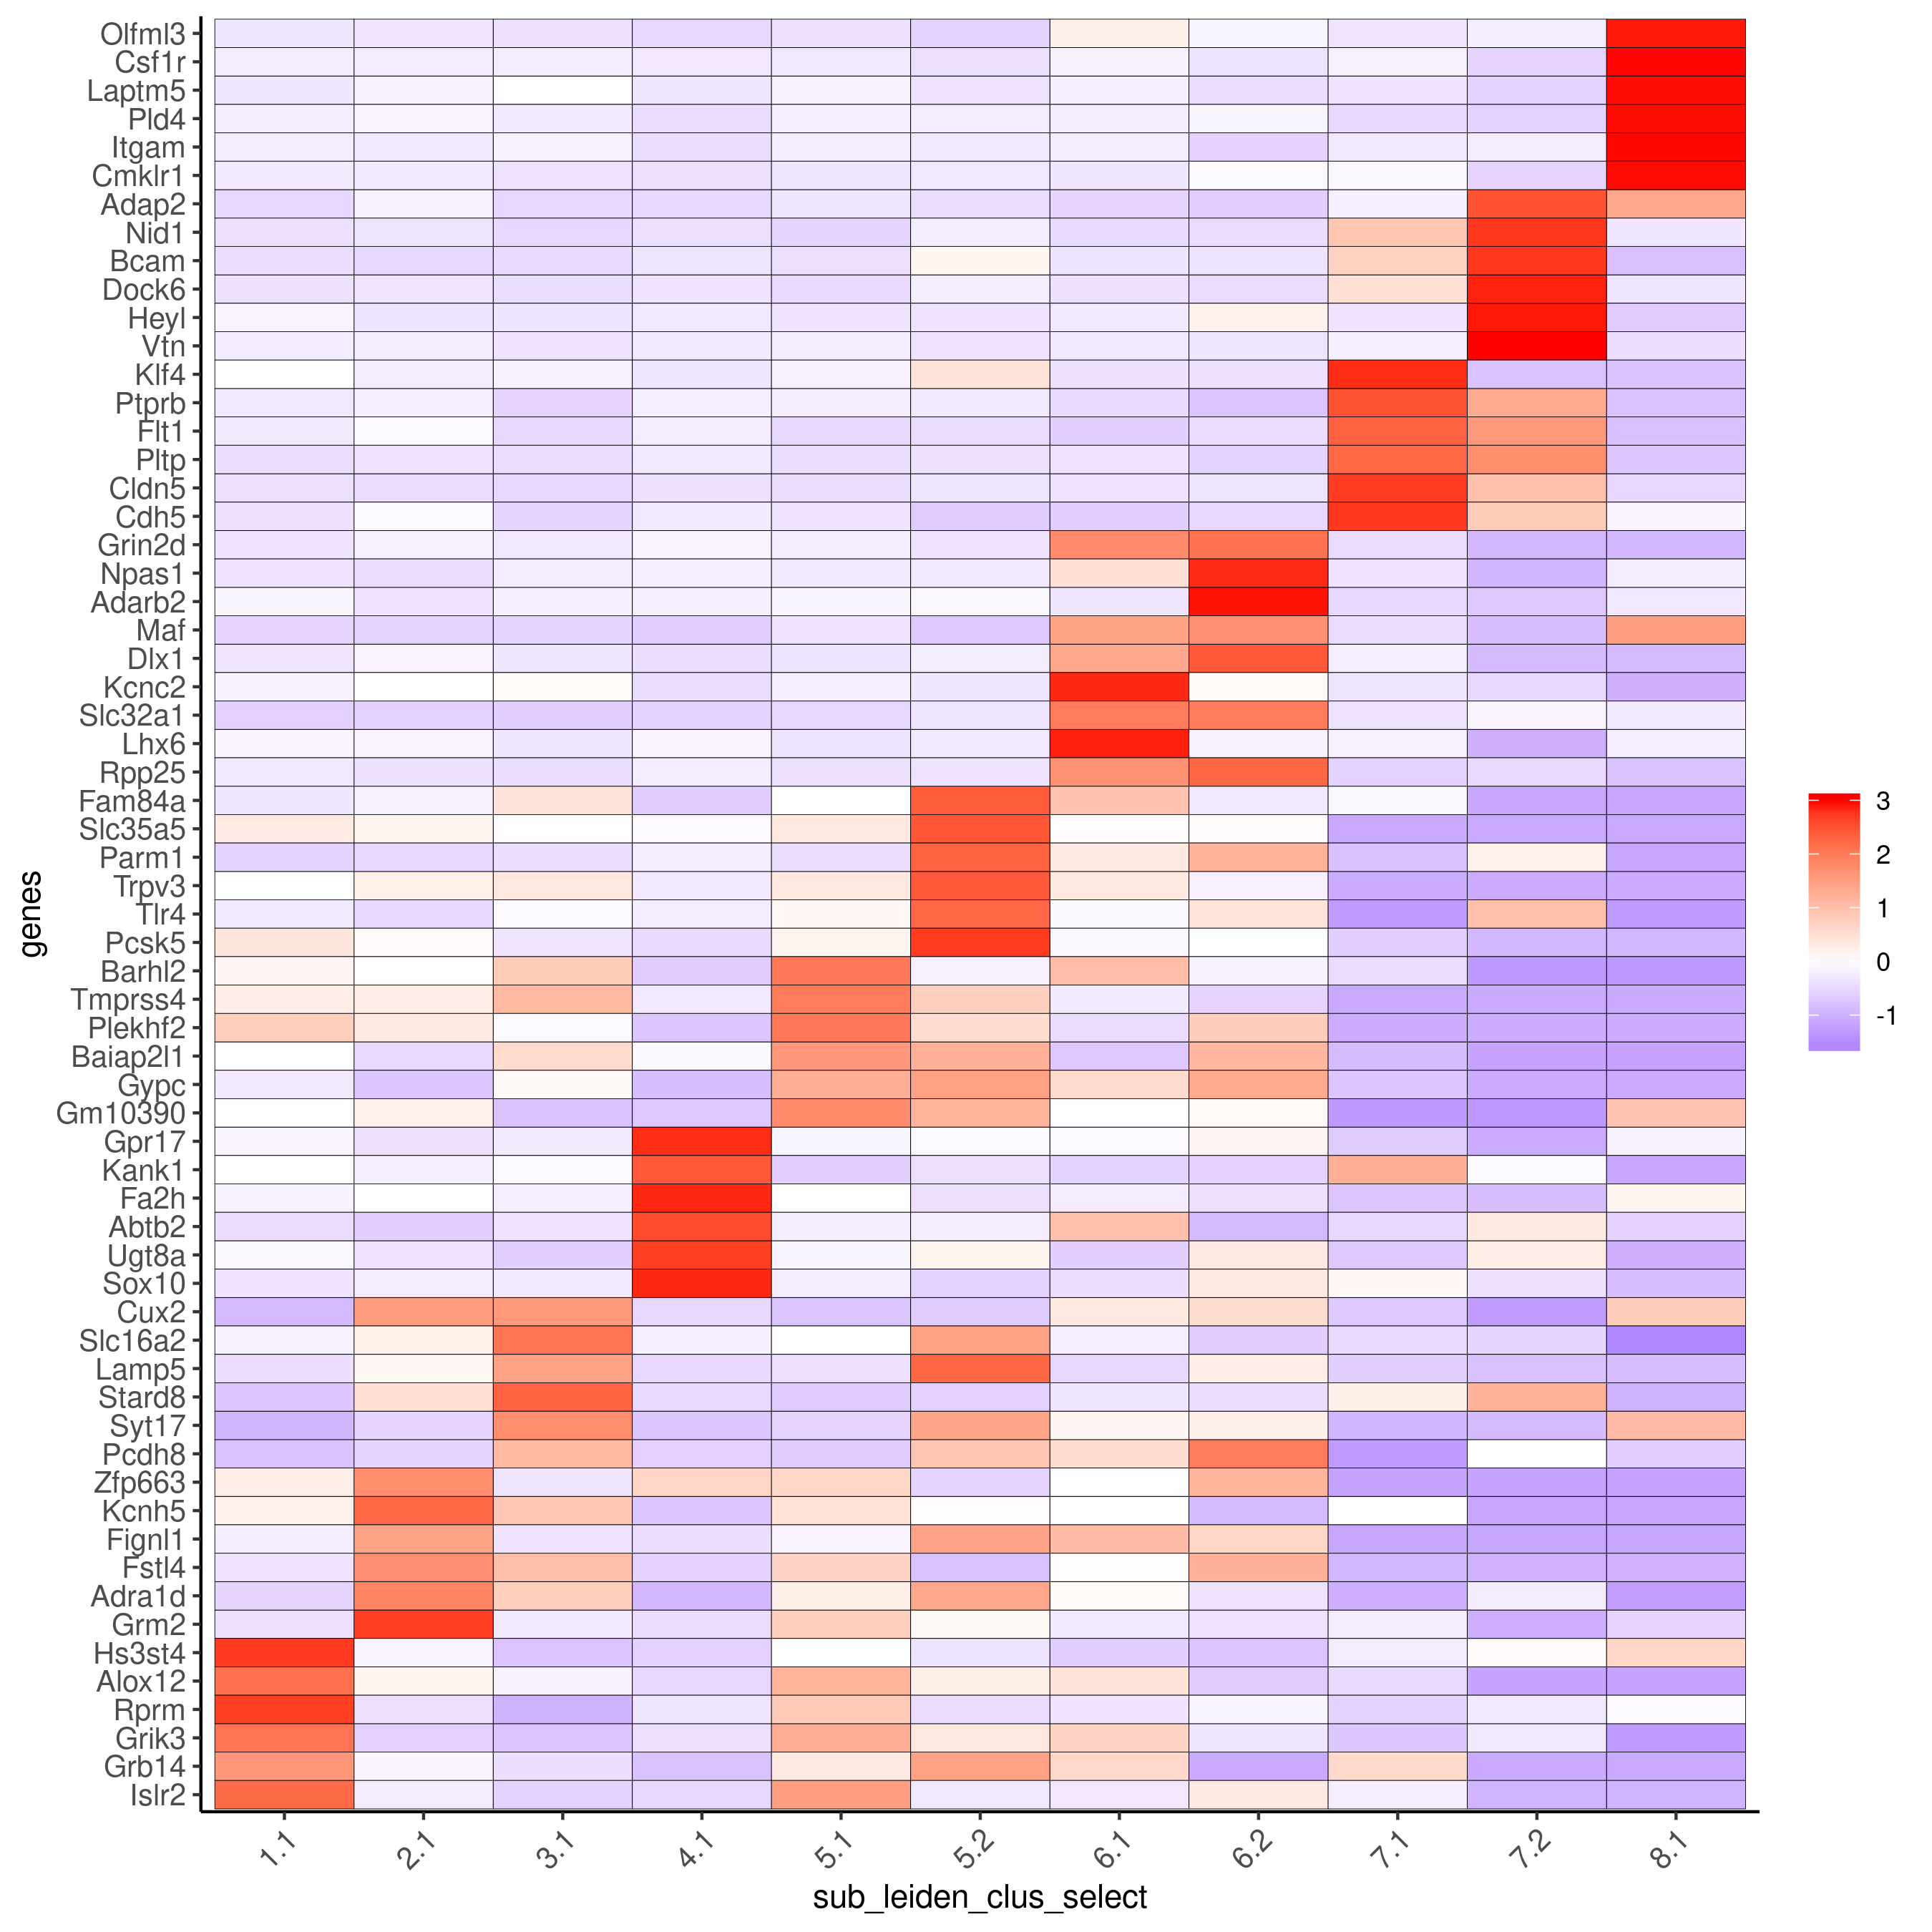 Olfml3
Csf1r
Laptm5
Pld4
Itgam
Cmklr1
Adap2
Nid1
Bcam
Dock6
Heyl
Vtn
Klf4
Ptprb
Flt1
Pltp
Cldn5
Cdh5
Grin2d
Npas1
Adarb2
Maf
Dlx1
Kcnc2
Slc32a1
Lhx6
Rpp25
Fam84a
Slc35a5
Parm1
Trpv3
Tlr4
Pcsk5
Barhl2
Tmprss4
Plekhf2
Baiap2l1
Gypc
Gm10390
Gpr17
Kank1
Fa2h
Abtb2
Ugt8a
Sox10
Cux2
Slc16a2
Lamp5
Stard8
Syt17
Pcdh8
Zfp663
Kcnh5
Fignl1
Fstl4
Adra1d
Grm2
Hs3st4
Alox12
Rprm
Grik3
Grb14
Islr2
genes
1.1 2.1 3.1 4.1 5.1 5.2 6.1 6.2 7.1 7.2 8.1
sub_leiden_clus_select
3
2
1
0
-1